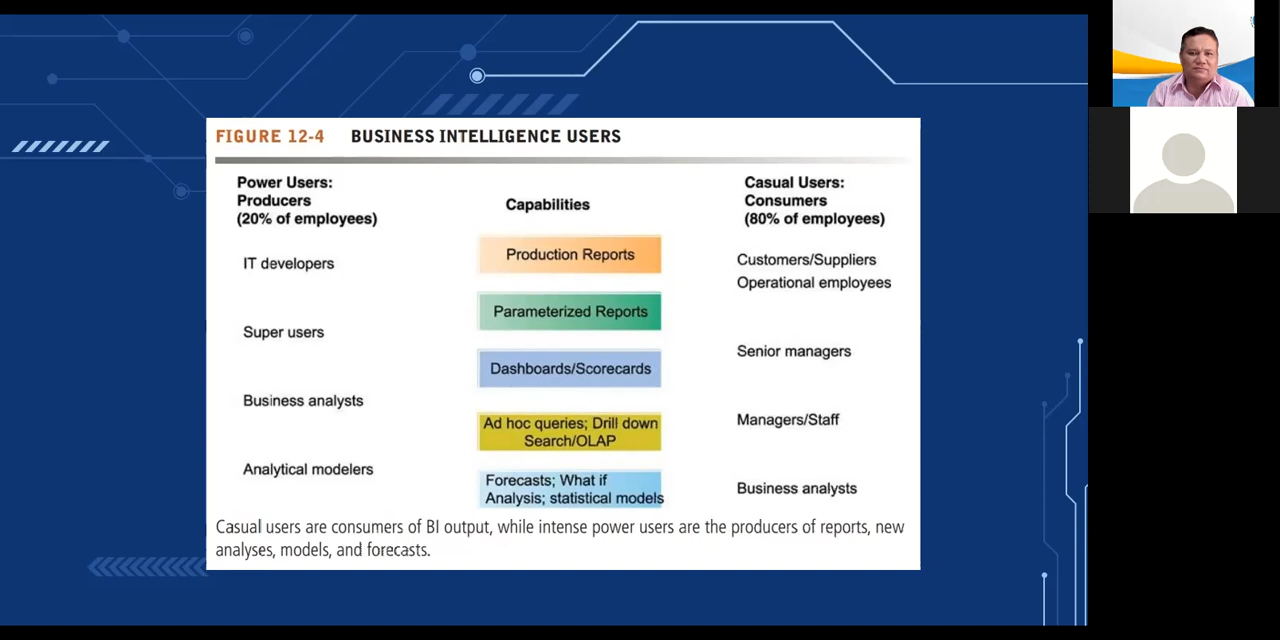 FIGURE 12-4 BUSINESS INTELLIGENCE USERS
Power Users:
Producers
(20% of employees)
IT developers
Super users
Business analysts
Analytical modelers
Capabilities
Production Reports
Parameterized Reports
Dashboards/Scorecards
Ad hoc queries; Drill down
Search/OLAP
Forecasts; What if
Analysis; statistical models
Casual Users:
Consumers
(80% of employees)
Customers/Suppliers
Operational employees
Senior managers
Managers/Staff
Business analysts
Casual users are consumers of BI output, while intense power users are the producers of reports, new
analyses, models, and forecasts.